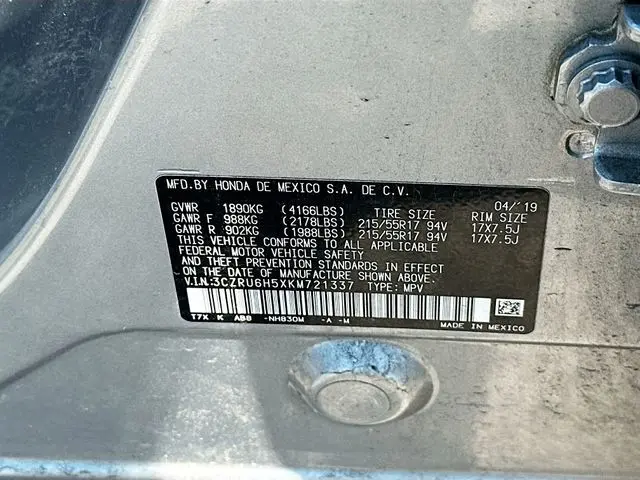 MFD.BY HONDA DE MEXICO S.A. DE C.V.
04/'19
GVWR 1890KG (4166LBS) TIRE SIZE RIM SIZE
GAWR F 988KG (2178LBS) 215/55R17 94V 17X7.5J
GAWR R 902KG (1988LBS) 215/55R17 94V 17X7.5J
THIS VEHICLE CONFORMS TO ALL APPLICABLE
FEDERAL MOTOR VEHICLE SAFETY, BUMPER,
AND THEFT PREVENTION STANDARDS IN EFFECT
ON THE DATE OF MANUFACTURE SHOWN ABOVE.
V.I.N:3CZRU6H5XKM721337 TYPE: MPV
T7X K AB0 -NH830M -A -M MADE IN MEXICO